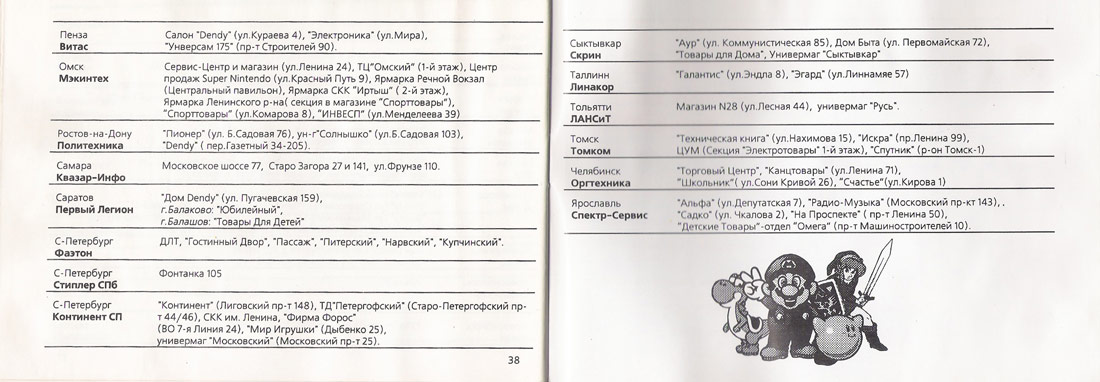 Пенза Салон "Dendy" (ул.Кураева 4), "Электроника" (ул.Мира),
Витас "Универсам 175" (пр-т Строителей 90).
Омск Сервис-Центр и магазин (ул.Ленина 24), ТЦ"Омский" (1-й этаж), Центр
Мэкинтех продаж Super Nintendo (ул.Красный Путь 9), Ярмарка Речной Вокзал
(Центральный павильон), Ярмарка СКК "Иртыш" ( 2-й этаж),
Ярмарка Ленинского р-на( секция в магазине "Спорттовары"),
"Спорттовары" (ул.Комарова 8), "ИНВЕСП" (ул.Менделеева 39)
Ростов-на-Дону "Пионер" (ул. Б.Садовая 76), ун-г"Солнышко" (ул.Б.Садовая 103),
Политехника "Dendy" ( пер.Газетный 34-205).
Самара Московское шоссе 77, Старо Загора 27 и 141, ул.Фрунзе 110.
Квазар-Инфо
Саратов "Дом Dendy" (ул. Пугачевская 159),
Первый Легион г.Балаково: "Юбилейный",
г.Балашов: "Товары Для Детей"
С-Петербург ДЛТ, "Гостинный Двор", "Пассаж", "Питерский", "Нарвский", "Купчинский".
Фаэтон
С-Петербург Фонтанка 105
Стиплер СПб
С-Петербург "Континент" (Лиговский пр-т 148), ТД"Петергофский" (Старо-Петергофский пр-
Континент СП т 44/46), СКК им. Ленина, "Фирма Форос"
(ВО 7-я Линия 24), "Мир Игрушки" (Дыбенко 25),
универмаг "Московский" (Московский пр-т 25).
38
Сыктывкар "Аур" (ул. Коммунистическая 85), Дом Быта (ул. Первомайская 72),
Скрин "Товары для Дома", Универмаг "Сыктывкар"
Таллинн "Галантис" (ул.Эндла 8), "Эгард" (ул.Линнамяе 57)
Линакор
Тольятти Магазин N28 (ул.Лесная 44), универмаг "Русь".
ЛАНСиТ
Томск "Техническая книга" (ул.Нахимова 15), "Искра" (пр.Ленина 99),
Томком ЦУМ (Секция "Электротовары" 1-й этаж), "Спутник" (р-он Томск-1)
Челябинск "Торговый Центр", "Канцтовары" (ул.Ленина 71),
Оргтехника "Школьник"( ул.Сони Кривой 26), "Счастье"(ул.Кирова 1)
Ярославль "Альфа" (ул.Депутатская 7), "Радио-Музыка" (Московский пр-кт 143), .
Спектр-Сервис "Садко" (ул. Чкалова 2), "На Проспекте" ( пр-т Ленина 50),
"Детские Товары"-отдел "Омега" (пр-т Машиностроителей 10).